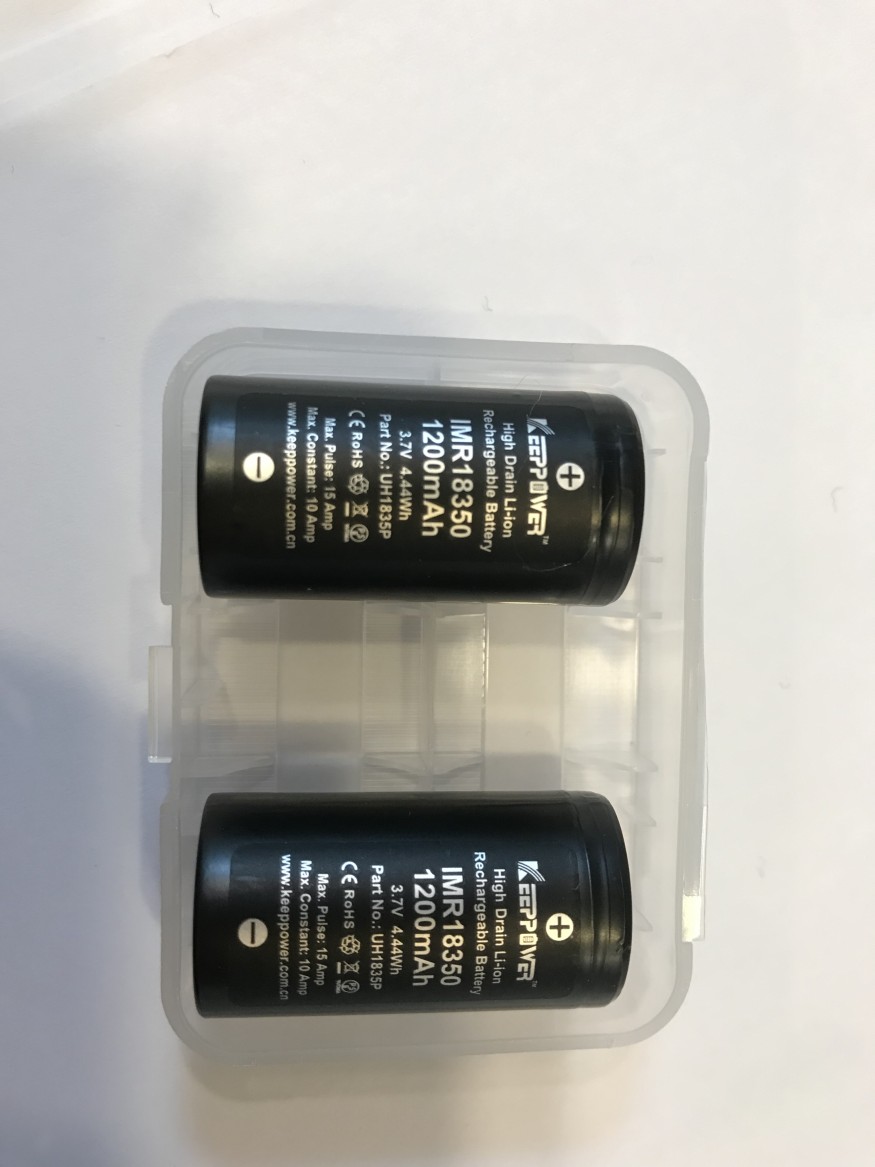 KEEPPOWER™
High Drain Li-ion
Rechargeable Battery
IMR18350
1200mAh
3.7V 4.44Wh
Part No.: UH1835P
CE RoHS
Max. Pulse: 15 Amp
Max. Constant: 10 Amp
www.keeppower.com.cn
KEEPPOWER™
High Drain Li-ion
Rechargeable Battery
IMR18350
1200mAh
3.7V 4.44Wh
Part No.: UH1835P
CE RoHS
Max. Pulse: 15 Amp
Max. Constant: 10 Amp
www.keeppower.com.cn